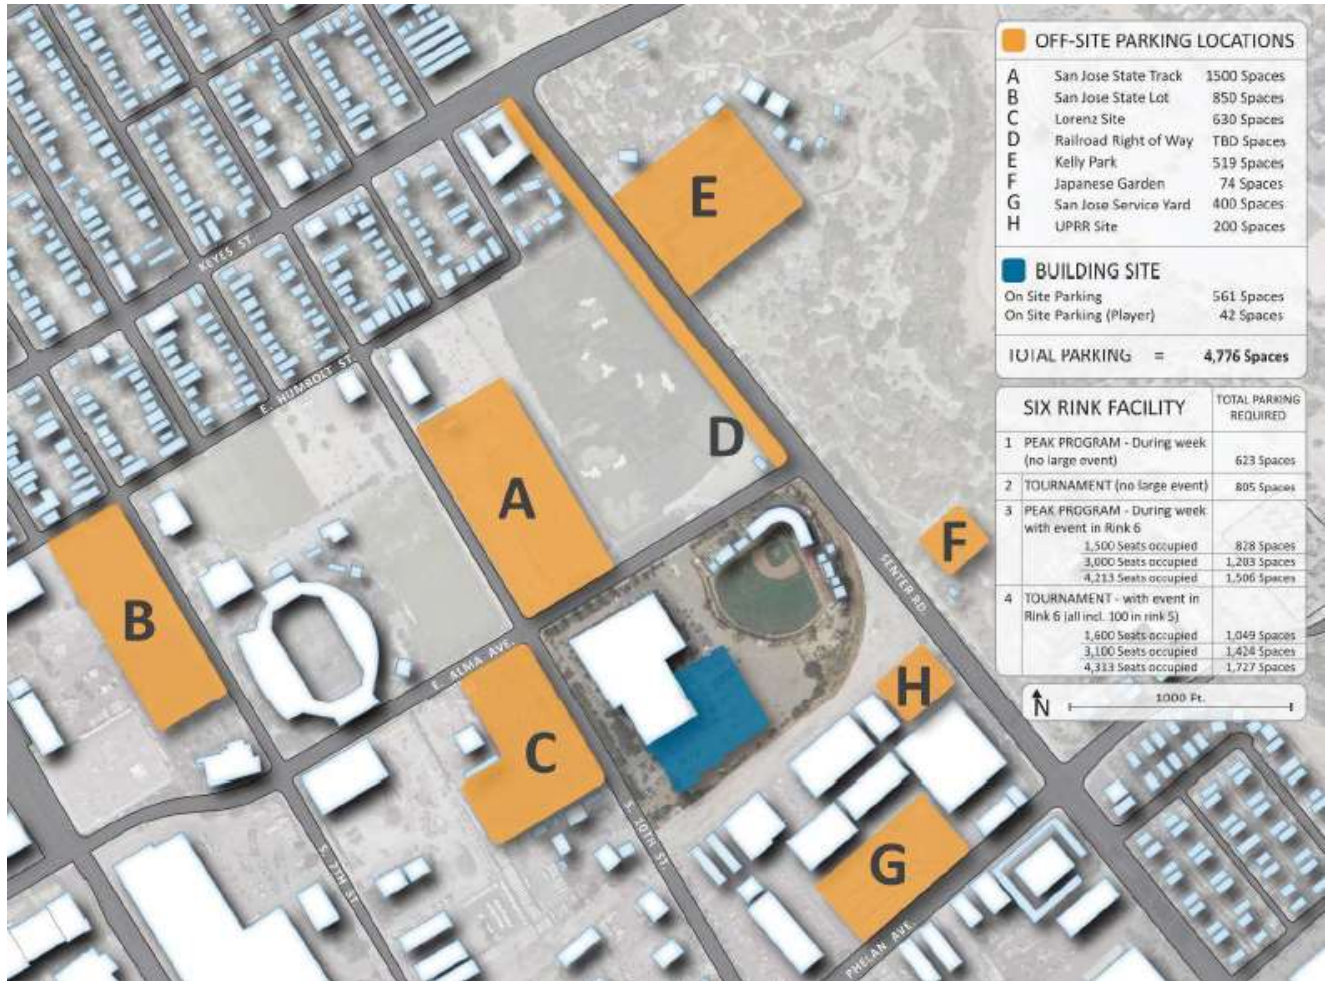 OFF-SITE PARKING LOCATIONS
A San Jose State Track 1500 Spaces
B San Jose State Lot 850 Spaces
C Lorenz Site 630 Spaces
D Railroad Right of Way TBD Spaces
E Kelly Park 519 Spaces
F Japanese Garden 74 Spaces
G San Jose Service Yard 400 Spaces
H UPRR Site 200 Spaces
BUILDING SITE
On Site Parking 561 Spaces
On Site Parking (Player) 42 Spaces
TOTAL PARKING = 4,776 Spaces
SIX RINK FACILITY TOTAL PARKING
REQUIRED
1 PEAK PROGRAM - During week
(no large event) 623 Spaces
2 TOURNAMENT (no large event) 805 Spaces
3 PEAK PROGRAM - During week
with event in Rink 6
1,500 Seats occupied 828 Spaces
3,000 Seats occupied 1,203 Spaces
4,213 Seats occupied 1,506 Spaces
4 TOURNAMENT - with event in
Rink 6 (all incl. 100 in rink 5)
1,600 Seats occupied 1,049 Spaces
3,100 Seats occupied 1,424 Spaces
4,313 Seats occupied 1,727 Spaces
N 1000 Ft.
KEYES ST.
E. HUMBOLT ST.
E. ALMA AVE.
S. 7TH ST
S. 10TH ST.
SENTER RD.
PHELAN AVE.
A
B
C
D
E
F
G
H